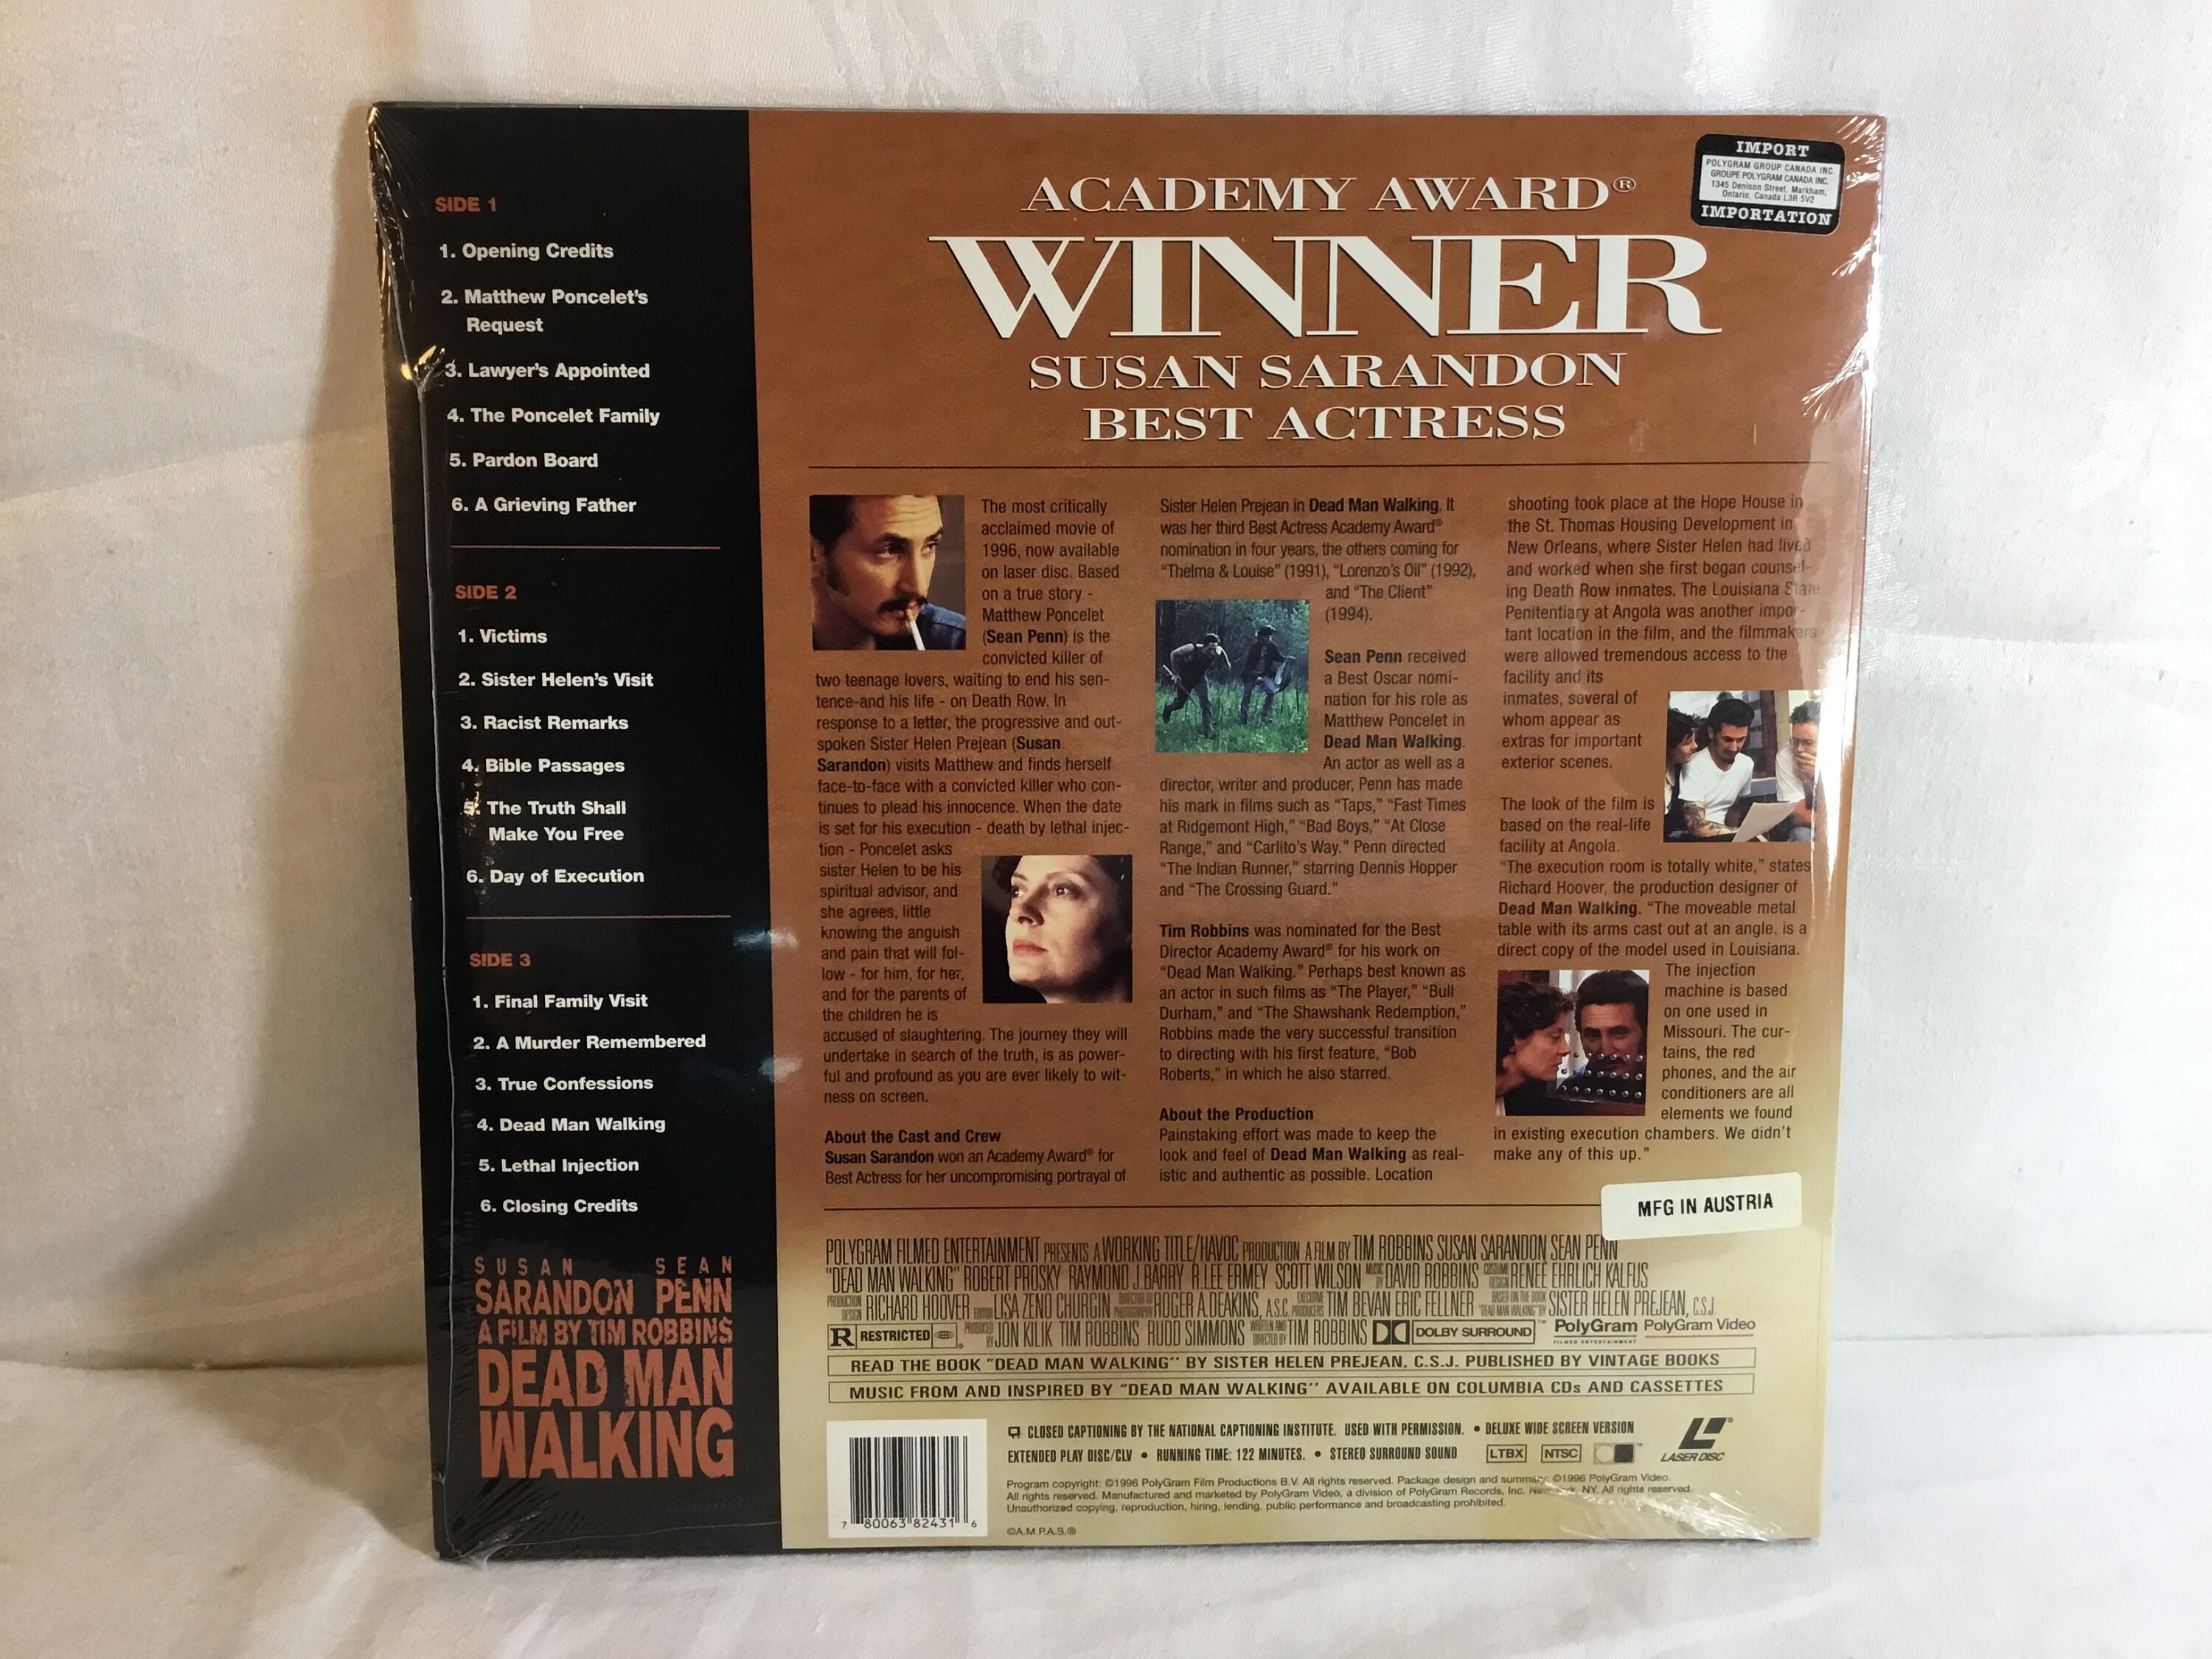 SIDE 1
1. Opening Credits
2. Matthew Poncelet's
Request
3. Lawyer's Appointed
4. The Poncelet Family
5. Pardon Board
6. A Grieving Father
SIDE 2
1. Victims
2. Sister Helen's Visit
3. Racist Remarks
4. Bible Passages
5. The Truth Shall
Make You Free
6. Day of Execution
SIDE 3
1. Final Family Visit
2. A Murder Remembered
3. True Confessions
4. Dead Man Walking
5. Lethal Injection
6. Closing Credits
SUSAN SEAN
SARANDON PENN
A FILM BY TIM ROBBINS
DEAD MAN
WALKING
IMPORT
POLYGRAM GROUP CANADA INC.
GROUPE POLYGRAM CANADA INC.
1345 Denison Street, Markham,
Ontario, Canada L3R 5V2
IMPORTATION
ACADEMY AWARD®
WINNER
SUSAN SARANDON
BEST ACTRESS
The most critically
acclaimed movie of
1996, now available
on laser disc. Based
on a true story -
Matthew Poncelet
(Sean Penn) is the
convicted killer of
two teenage lovers, waiting to end his sen-
tence-and his life - on Death Row. In
response to a letter, the progressive and out-
spoken Sister Helen Prejean (Susan
Sarandon) visits Matthew and finds herself
face-to-face with a convicted killer who con-
tinues to plead his innocence. When the date
is set for his execution - death by lethal injec-
tion - Poncelet asks
sister Helen to be his
spiritual advisor, and
she agrees, little
knowing the anguish
and pain that will fol-
low - for him, for her,
and for the parents of
the children he is
accused of slaughtering. The journey they will
undertake in search of the truth, is as power-
ful and profound as you are ever likely to wit-
ness on screen.
About the Cast and Crew
Susan Sarandon won an Academy Award® for
Best Actress for her uncompromising portrayal of
Sister Helen Prejean in Dead Man Walking. It
was her third Best Actress Academy Award®
nomination in four years, the others coming for
"Thelma & Louise" (1991), "Lorenzo's Oil" (1992),
and "The Client"
(1994).
Sean Penn received
a Best Oscar nomi-
nation for his role as
Matthew Poncelet in
Dead Man Walking.
An actor as well as a
director, writer and producer, Penn has made
his mark in films such as "Taps," "Fast Times
at Ridgemont High," "Bad Boys," "At Close
Range," and "Carlito's Way." Penn directed
"The Indian Runner," starring Dennis Hopper
and "The Crossing Guard."
Tim Robbins was nominated for the Best
Director Academy Award® for his work on
"Dead Man Walking." Perhaps best known as
an actor in such films as "The Player," "Bull
Durham," and "The Shawshank Redemption,"
Robbins made the very successful transition
to directing with his first feature, "Bob
Roberts," in which he also starred.
About the Production
Painstaking effort was made to keep the
look and feel of Dead Man Walking as real-
istic and authentic as possible. Location
shooting took place at the Hope House in
the St. Thomas Housing Development in
New Orleans, where Sister Helen had lived
and worked when she first began counsel-
ing Death Row inmates. The Louisiana State
Penitentiary at Angola was another impor-
tant location in the film, and the filmmakers
were allowed tremendous access to the
facility and its
inmates, several of
whom appear as
extras for important
exterior scenes.
The look of the film is
based on the real-life
facility at Angola.
"The execution room is totally white," states
Richard Hoover, the production designer of
Dead Man Walking. "The moveable metal
table with its arms cast out at an angle. is a
direct copy of the model used in Louisiana.
The injection
machine is based
on one used in
Missouri. The cur-
tains, the red
phones, and the air
conditioners are all
elements we found
in existing execution chambers. We didn't
make any of this up."
MFG IN AUSTRIA
POLYGRAM FILMED ENTERTAINMENT PRESENTS A WORKING TITLE/HAVOC PRODUCTION A FILM BY TIM ROBBINS SUSAN SARANDON SEAN PENN
"DEAD MAN WALKING" ROBERT PROSKY RAYMOND J. BARRY R. LEE ERMEY SCOTT WILSON MUSIC BY DAVID ROBBINS COSTUME DESIGN RENEÉ EHRLICH KALFUS
PRODUCTION DESIGN RICHARD HOOVER EDITOR LISA ZENO CHURGIN DIRECTOR OF PHOTOGRAPHY ROGER A. DEAKINS, A.S.C. EXECUTIVE PRODUCERS TIM BEVAN ERIC FELLNER BASED ON THE BOOK "DEAD MAN WALKING" BY SISTER HELEN PREJEAN, C.S.J.
R RESTRICTED PRODUCED BY JON KILIK TIM ROBBINS RUDD SIMMONS WRITTEN AND DIRECTED BY TIM ROBBINS DOLBY SURROUND ™ PolyGram FILMED ENTERTAINMENT PolyGram Video
READ THE BOOK "DEAD MAN WALKING" BY SISTER HELEN PREJEAN, C.S.J. PUBLISHED BY VINTAGE BOOKS
MUSIC FROM AND INSPIRED BY "DEAD MAN WALKING" AVAILABLE ON COLUMBIA CDs AND CASSETTES
CLOSED CAPTIONING BY THE NATIONAL CAPTIONING INSTITUTE. USED WITH PERMISSION. • DELUXE WIDE SCREEN VERSION
EXTENDED PLAY DISC/CLV • RUNNING TIME: 122 MINUTES. • STEREO SURROUND SOUND LTBX NTSC
LASER DISC
Program copyright: ©1996 PolyGram Film Productions B.V. All rights reserved. Package design and summary ©1996 PolyGram Video.
All rights reserved. Manufactured and marketed by PolyGram Video, a division of PolyGram Records, Inc. New York, NY. All rights reserved.
Unauthorized copying, reproduction, hiring, lending, public performance and broadcasting prohibited.
©A.M.P.A.S.®
7 80063 82431 6